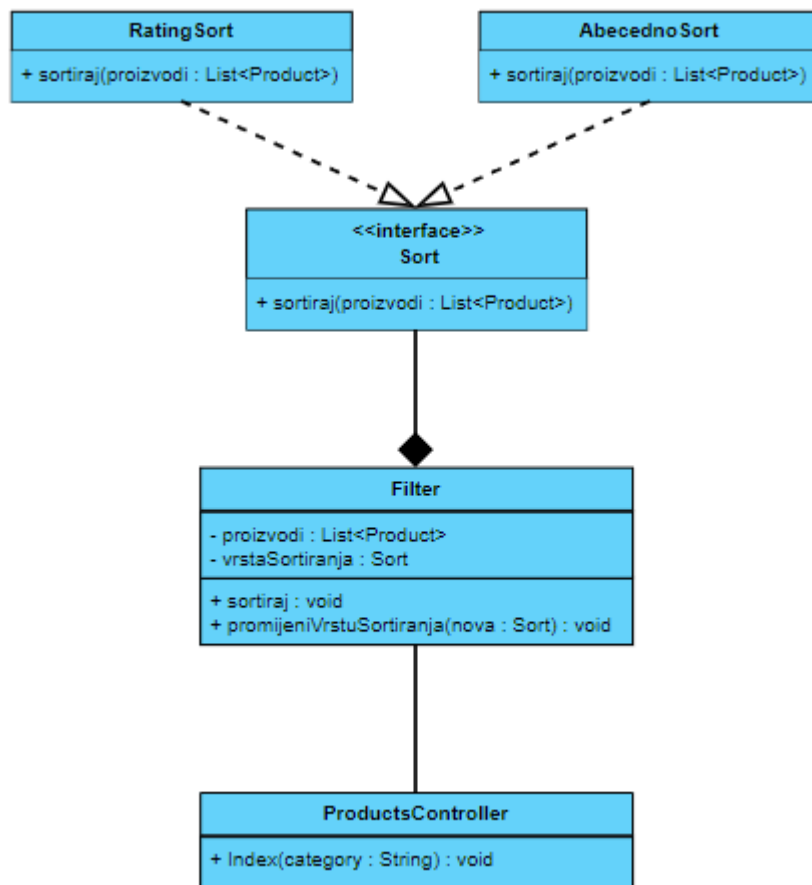 RatingSort
+ sortiraj(proizvodi : List<Product>)
AbecednoSort
+ sortiraj(proizvodi : List<Product>)
<<interface>>
Sort
+ sortiraj(proizvodi : List<Product>)
Filter
- proizvodi : List<Product>
- vrstaSortiranja : Sort
+ sortiraj : void
+ promijeniVrstuSortiranja(nova : Sort) : void
ProductsController
+ Index(category : String) : void